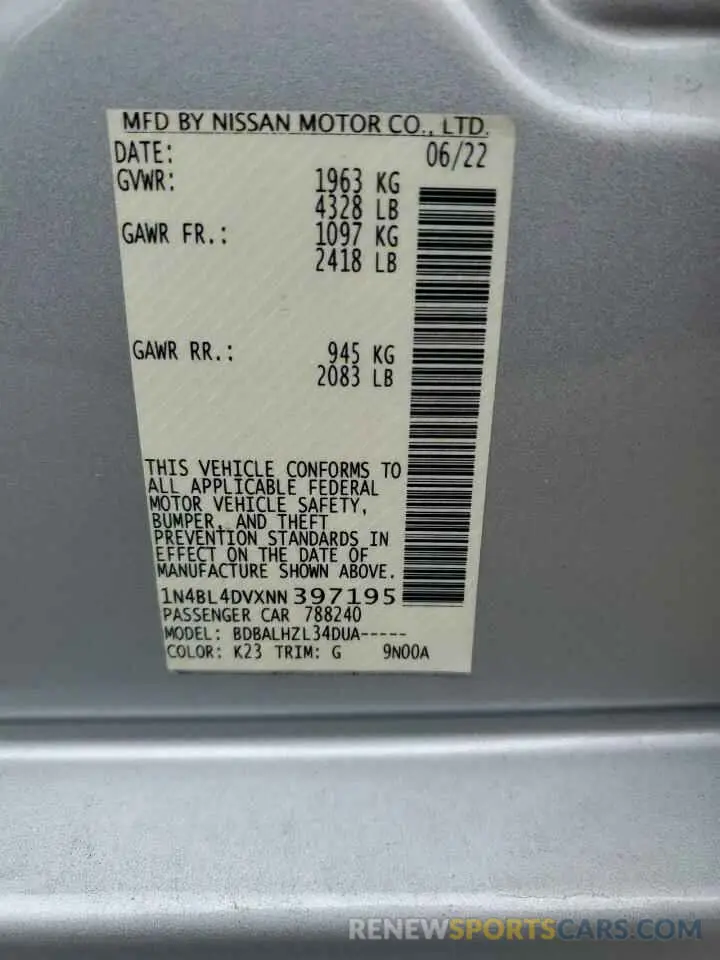 MFD BY NISSAN MOTOR CO., LTD.
DATE: 06/22
GVWR: 1963 KG
4328 LB
GAWR FR.: 1097 KG
2418 LB
GAWR RR.: 945 KG
2083 LB
THIS VEHICLE CONFORMS TO
ALL APPLICABLE FEDERAL
MOTOR VEHICLE SAFETY,
BUMPER, AND THEFT
PREVENTION STANDARDS IN
EFFECT ON THE DATE OF
MANUFACTURE SHOWN ABOVE.
1N4BL4DVXNN397195
PASSENGER CAR 788240
MODEL: BDBALHZL34DUA-----
COLOR: K23 TRIM: G 9N00A
RENEWSPORTSCARS.COM